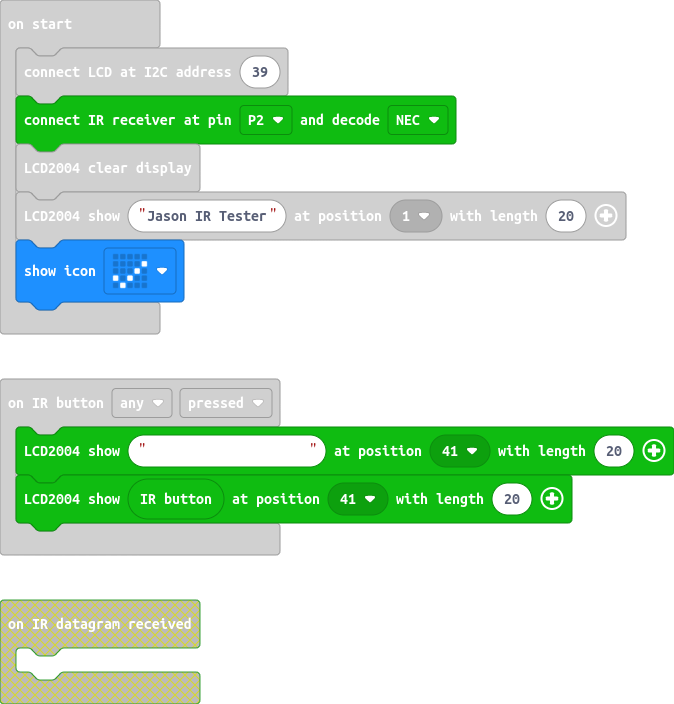 on start
connect LCD at I2C address 39
connect IR receiver at pin P2 and decode NEC
LCD2004 clear display
LCD2004 show "Jason IR Tester" at position 1 with length 20
show icon
on IR button any pressed
LCD2004 show " " at position 41 with length 20
LCD2004 show IR button at position 41 with length 20
on IR datagram received